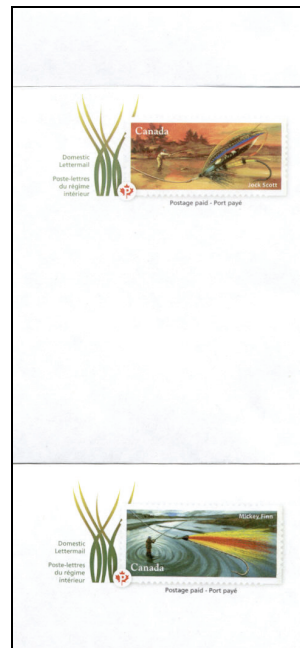 Canada
Domestic
Lettermail
Poste-lettres
du régime
intérieur
P
Jock Scott
Postage paid - Port payé
Mickey Finn
Domestic
Lettermail
Poste-lettres
du régime
intérieur
P
Canada
Postage paid - Port payé